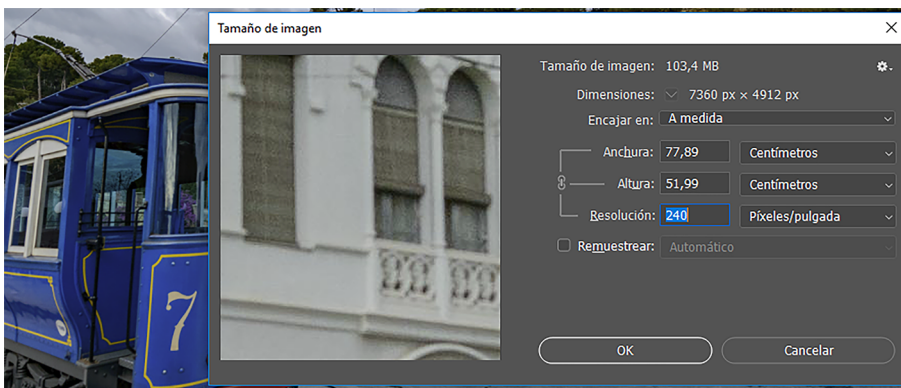 Tamaño de imagen
Tamaño de imagen: 103,4 MB
Dimensiones: 7360 px × 4912 px
Encajar en: A medida
Anchura: 77,89 Centímetros
Altura: 51,99 Centímetros
Resolución: 240 Píxeles/pulgada
Remuestrear: Automático
OK Cancelar
7